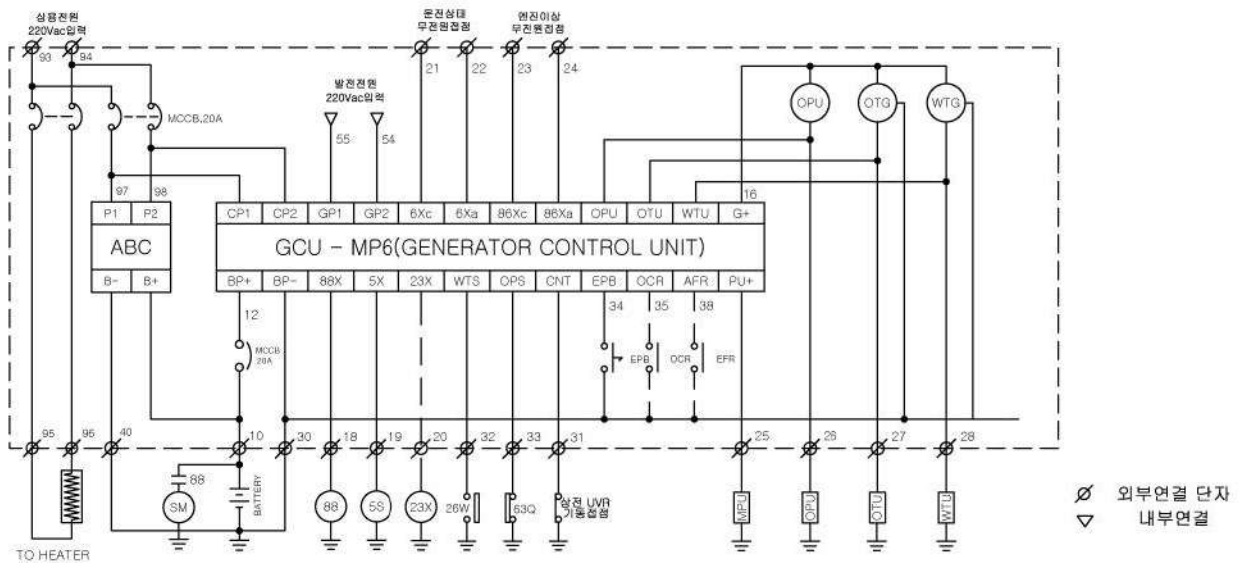 상용전원
220Vac입력
운전상태
무전원접점
엔진이상
무전원접점
93
94
21
22
23
24
발전전원
220Vac입력
55
54
MCCB,20A
OPU
OTG
WTG
97
98
16
P1
P2
ABC
B-
B+
CP1
CP2
GP1
GP2
6Xc
6Xa
86Xc
86Xa
OPU
OTU
WTU
G+
GCU - MP6(GENERATOR CONTROL UNIT)
BP+
BP-
88X
5X
23X
WTS
OPS
CNT
EPB
OCR
AFR
PU+
12
34
35
38
MCCB
20A
EPB
OCR
EFR
95
96
40
10
30
18
19
20
32
33
31
25
26
27
28
88
SM
BATTERY
88
5S
23X
26W
63Q
상전 UVR
기동접점
MPU
OPU
OTU
WTU
TO HEATER
외부연결 단자
내부연결